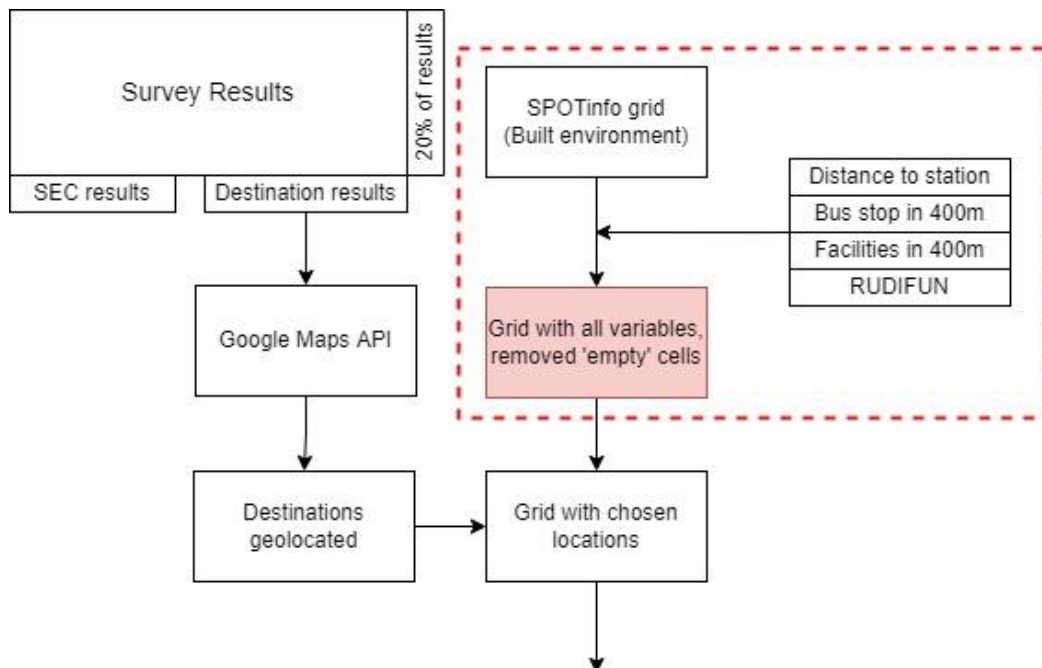 Survey Results
20% of results
SEC results
Destination results
SPOTinfo grid
(Built environment)
Distance to station
Bus stop in 400m
Facilities in 400m
RUDIFUN
Google Maps API
Grid with all variables,
removed 'empty' cells
Destinations
geolocated
Grid with chosen
locations